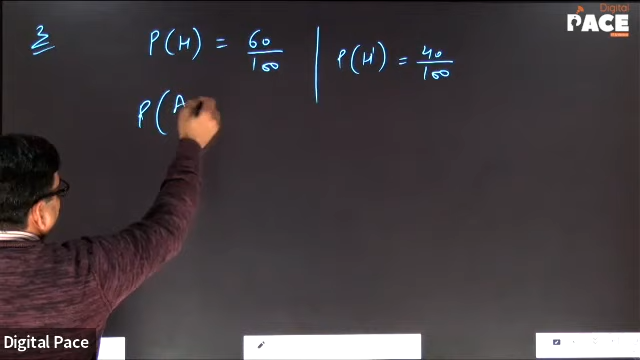 Digital
PACE
3
P(H) = 60/100 | P(H') = 40/100
P(A
Digital Pace